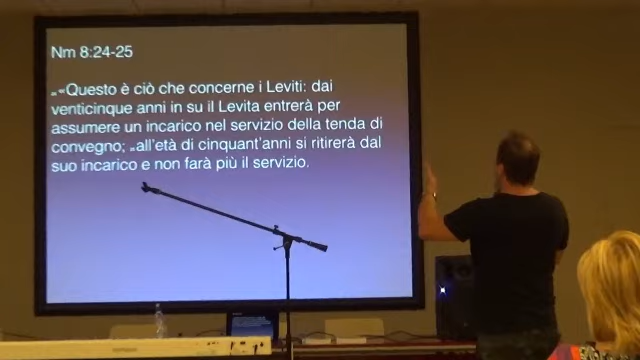 Nm 8:24-25
„«Questo è ciò che concerne i Leviti: dai
venticinque anni in su il Levita entrerà per
assumere un incarico nel servizio della tenda di
convegno; „all'età di cinquant'anni si ritirerà dal
suo incarico e non farà più il servizio.